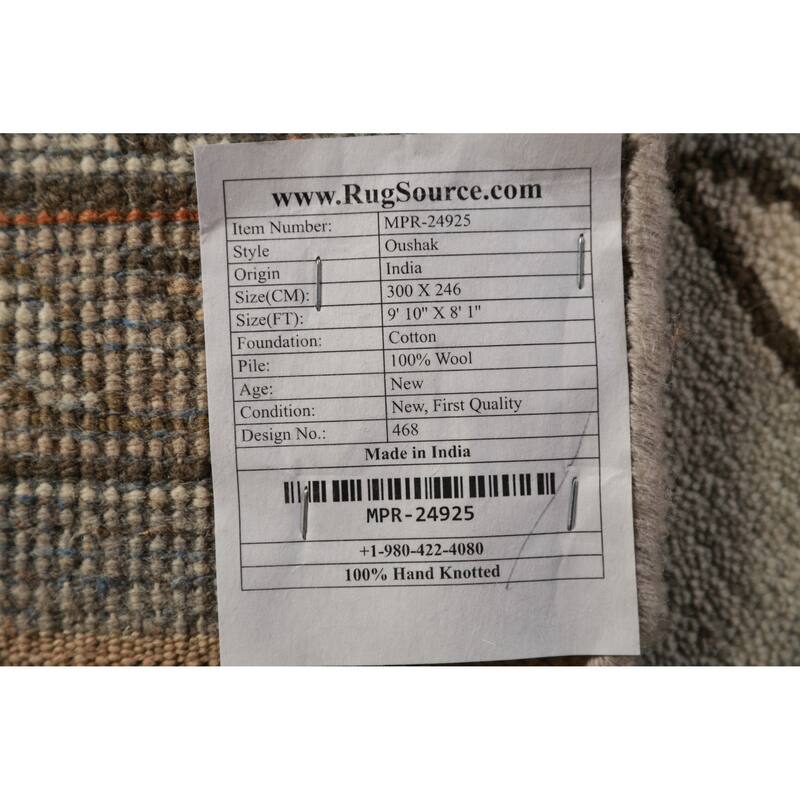 www.RugSource.com
Item Number: MPR-24925
Style Oushak
Origin India
Size(CM): 300 X 246
Size(FT): 9' 10" X 8' 1"
Foundation: Cotton
Pile: 100% Wool
Age: New
Condition: New, First Quality
Design No.: 468
Made in India
MPR-24925
+1-980-422-4080
100% Hand Knotted